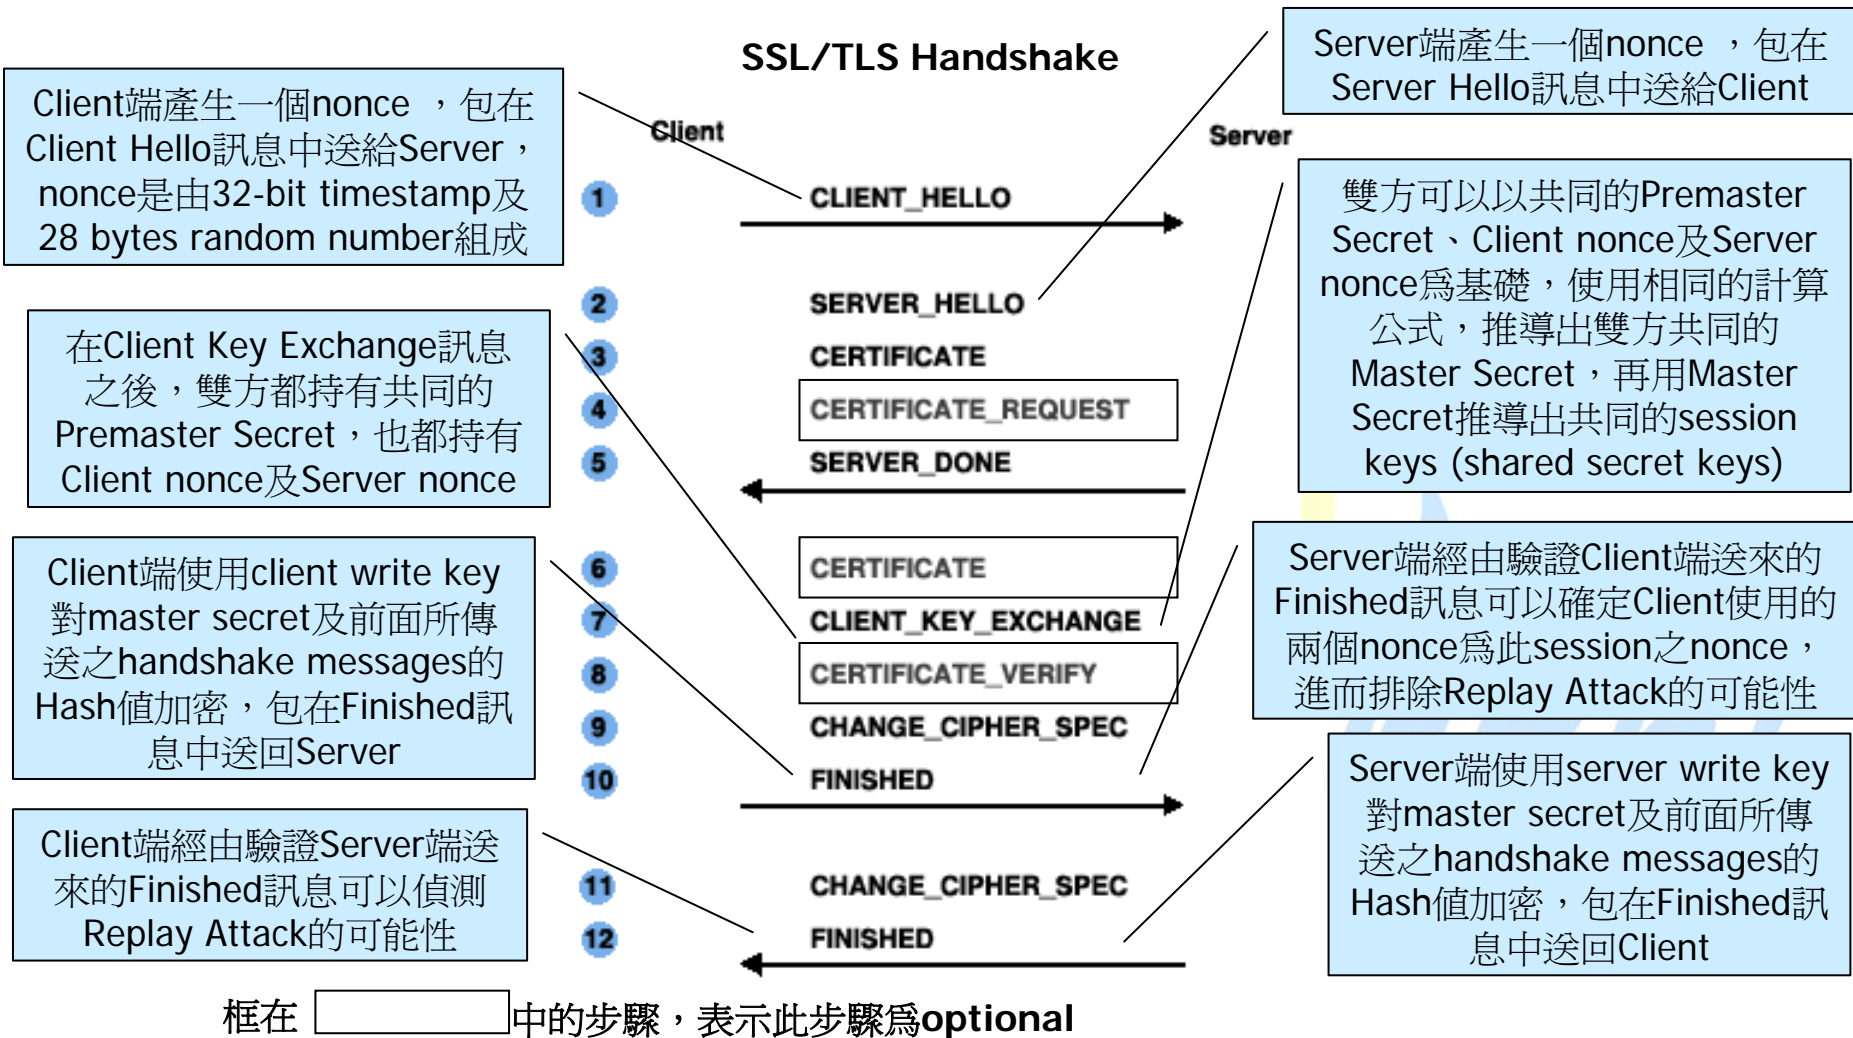 SSL/TLS Handshake
Client端產生一個nonce ，包在
Client Hello訊息中送給Server，
nonce是由32-bit timestamp及
28 bytes random number組成
Server端產生一個nonce ，包在
Server Hello訊息中送給Client
Client
Server
1 CLIENT_HELLO
雙方可以以共同的Premaster
Secret、Client nonce及Server
nonce爲基礎，使用相同的計算
公式，推導出雙方共同的
Master Secret，再用Master
Secret推導出共同的session
keys (shared secret keys)
2 SERVER_HELLO
3 CERTIFICATE
4 CERTIFICATE_REQUEST
5 SERVER_DONE
在Client Key Exchange訊息
之後，雙方都持有共同的
Premaster Secret，也都持有
Client nonce及Server nonce
6 CERTIFICATE
7 CLIENT_KEY_EXCHANGE
8 CERTIFICATE_VERIFY
9 CHANGE_CIPHER_SPEC
10 FINISHED
Client端使用client write key
對master secret及前面所傳
送之handshake messages的
Hash值加密，包在Finished訊
息中送回Server
Server端經由驗證Client端送來的
Finished訊息可以確定Client使用的
兩個nonce爲此session之nonce，
進而排除Replay Attack的可能性
11 CHANGE_CIPHER_SPEC
12 FINISHED
Client端經由驗證Server端送
來的Finished訊息可以偵測
Replay Attack的可能性
Server端使用server write key
對master secret及前面所傳
送之handshake messages的
Hash值加密，包在Finished訊
息中送回Client
框在 中的步驟，表示此步驟爲optional